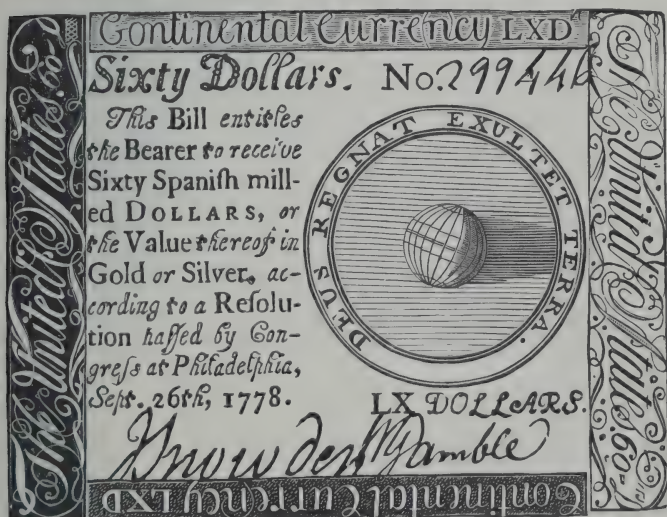 Continental Currency LXDˢ
Sixty Dollars. No. 299446
This Bill entitles
the Bearer to receive
Sixty Spaniſh mill-
ed DOLLARS, or
the Value thereof in
Gold or Silver, ac-
cording to a Reſolu-
tion paſſed by Con-
greſs at Philadelphia,
Sept. 26th, 1778.
DEUS REGNAT EXULTET TERRA.
LX DOLLARS.
J Snowden W Gamble
The United States. 60-
The United States. 60-
Continental Currency LXD